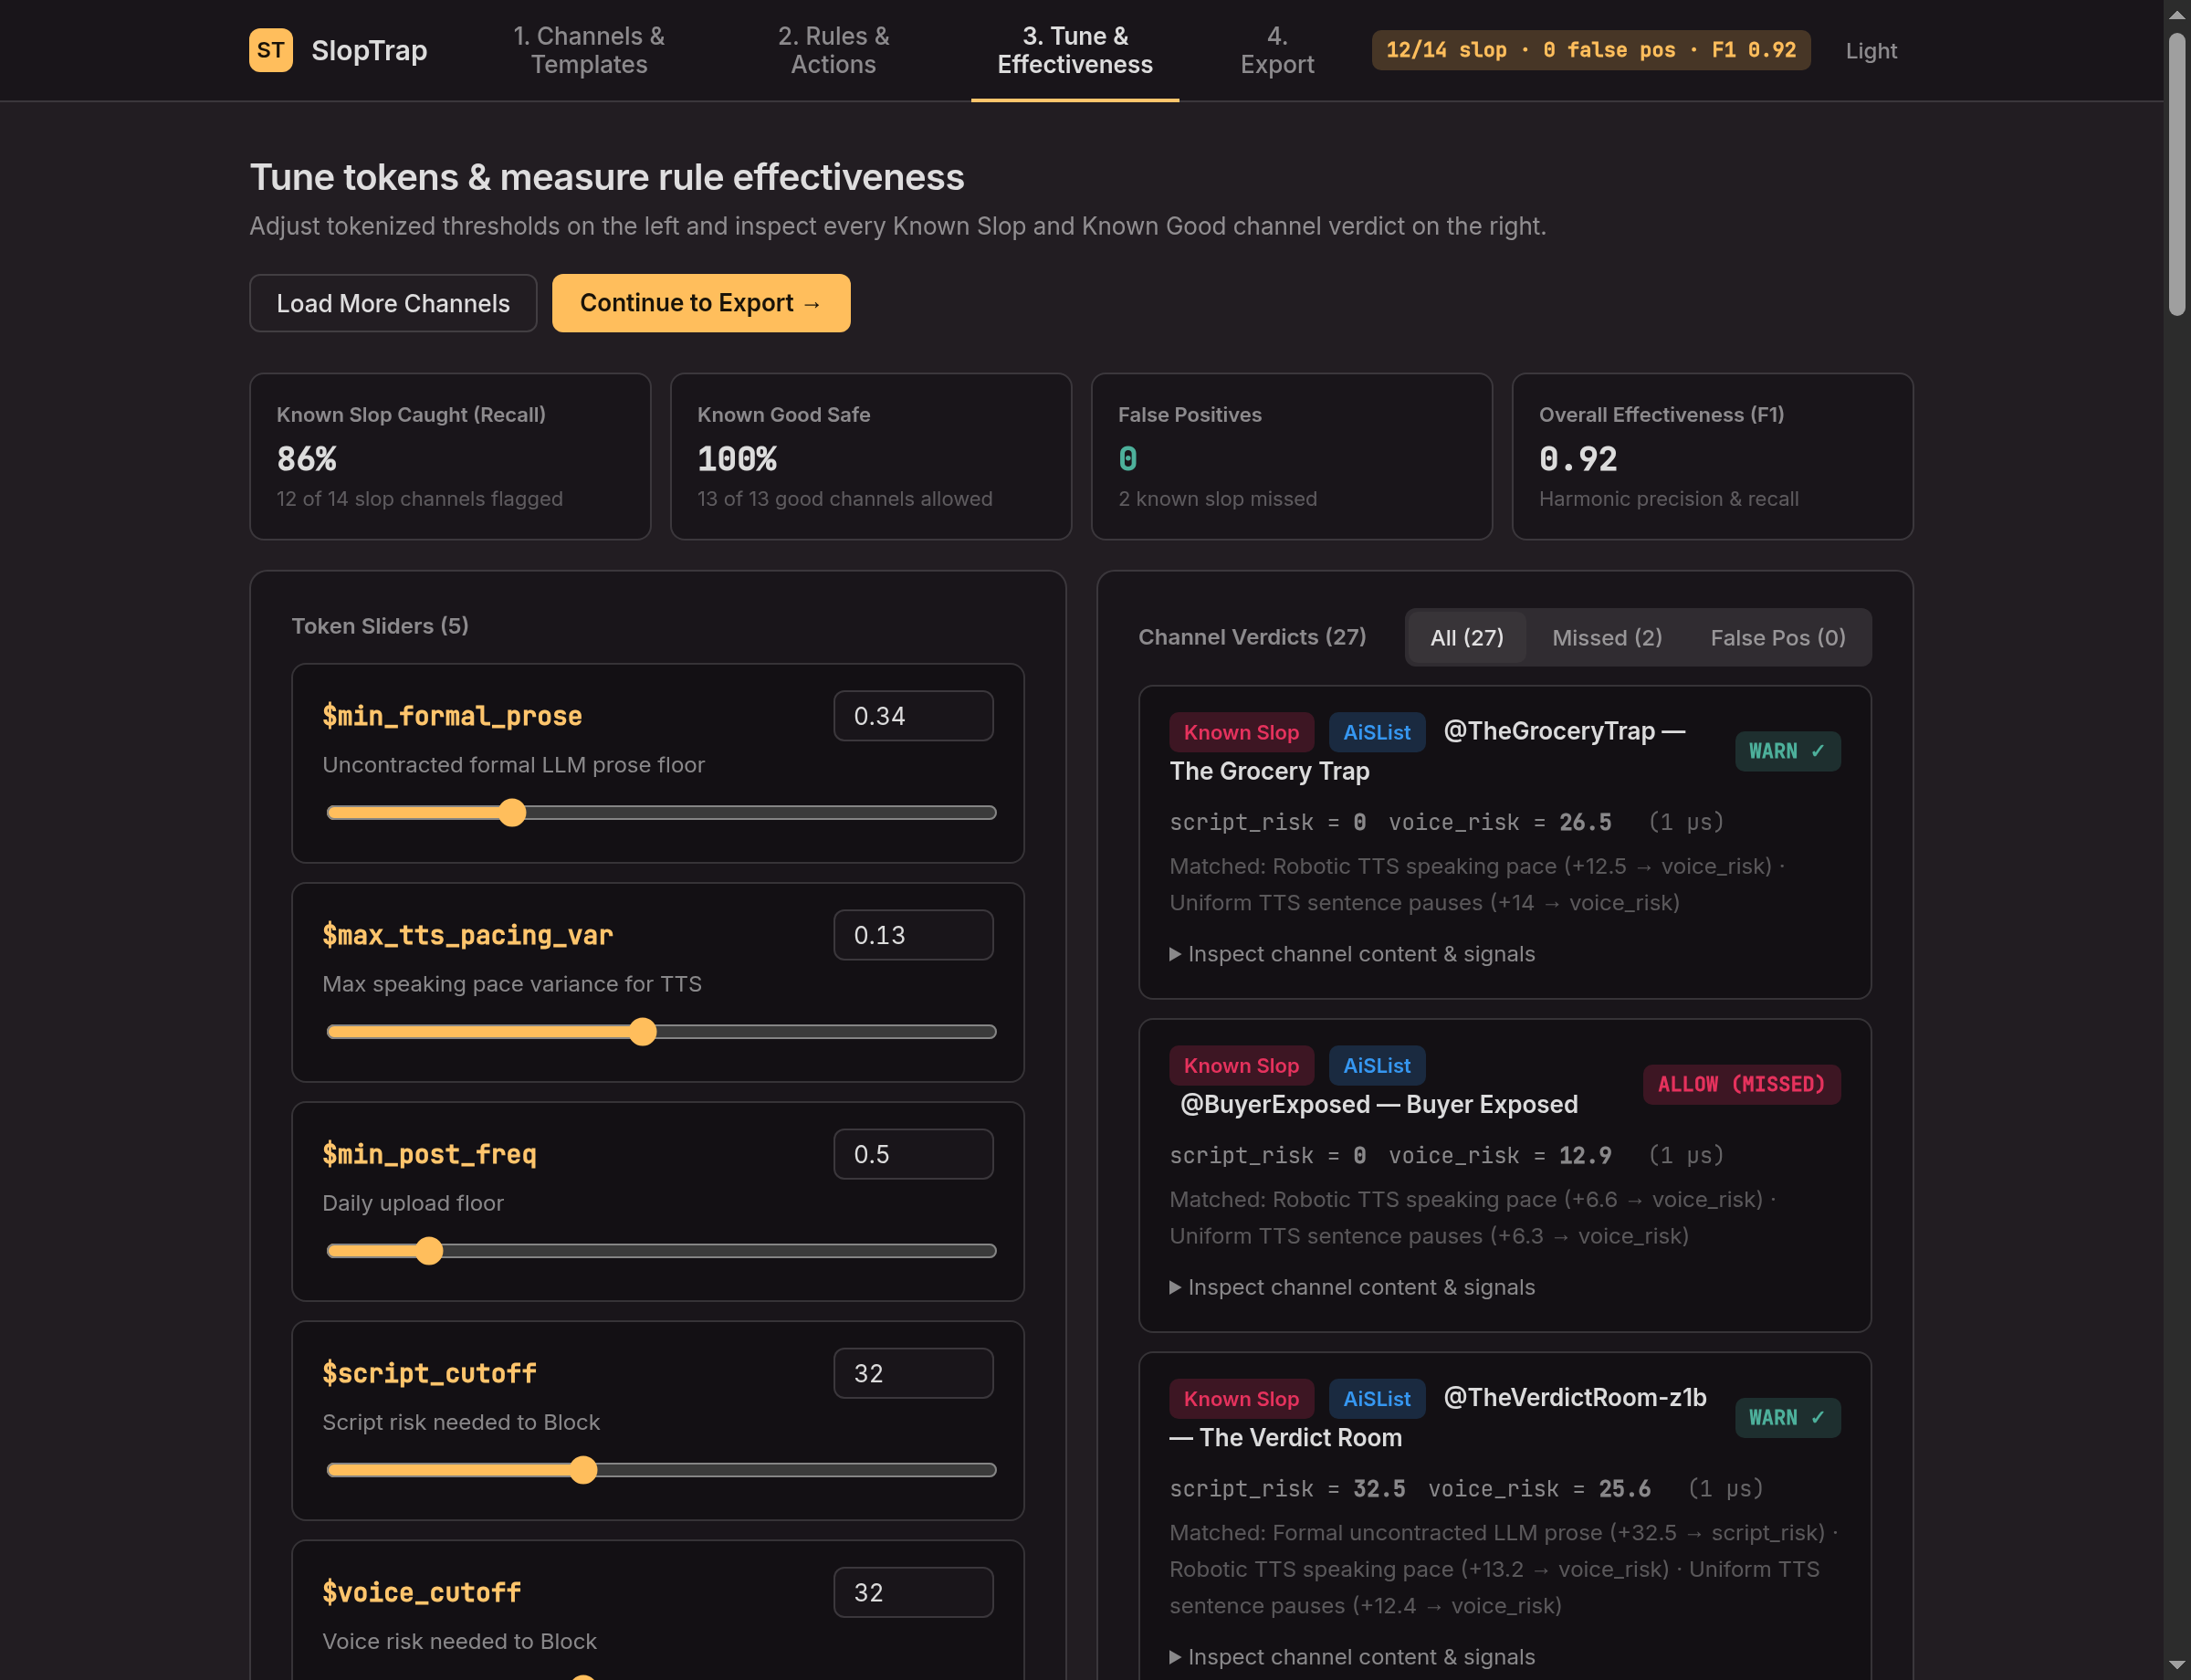 ST SlopTrap
1. Channels &
Templates
2. Rules &
Actions
3. Tune &
Effectiveness
4.
Export
12/14 slop · 0 false pos · F1 0.92
Light
Tune tokens & measure rule effectiveness
Adjust tokenized thresholds on the left and inspect every Known Slop and Known Good channel verdict on the right.
Load More Channels
Continue to Export →
Known Slop Caught (Recall)
86%
12 of 14 slop channels flagged
Known Good Safe
100%
13 of 13 good channels allowed
False Positives
0
2 known slop missed
Overall Effectiveness (F1)
0.92
Harmonic precision & recall
Token Sliders (5)
$min_formal_prose
0.34
Uncontracted formal LLM prose floor
$max_tts_pacing_var
0.13
Max speaking pace variance for TTS
$min_post_freq
0.5
Daily upload floor
$script_cutoff
32
Script risk needed to Block
$voice_cutoff
32
Voice risk needed to Block
Channel Verdicts (27)
All (27)
Missed (2)
False Pos (0)
Known Slop AiSList @TheGroceryTrap —
The Grocery Trap
WARN ✓
script_risk = 0 voice_risk = 26.5 (1 µs)
Matched: Robotic TTS speaking pace (+12.5 → voice_risk) ·
Uniform TTS sentence pauses (+14 → voice_risk)
▶ Inspect channel content & signals
Known Slop AiSList
@BuyerExposed — Buyer Exposed
ALLOW (MISSED)
script_risk = 0 voice_risk = 12.9 (1 µs)
Matched: Robotic TTS speaking pace (+6.6 → voice_risk) ·
Uniform TTS sentence pauses (+6.3 → voice_risk)
▶ Inspect channel content & signals
Known Slop AiSList @TheVerdictRoom-z1b
— The Verdict Room
WARN ✓
script_risk = 32.5 voice_risk = 25.6 (1 µs)
Matched: Formal uncontracted LLM prose (+32.5 → script_risk) ·
Robotic TTS speaking pace (+13.2 → voice_risk) · Uniform TTS
sentence pauses (+12.4 → voice_risk)
▶ Inspect channel content & signals